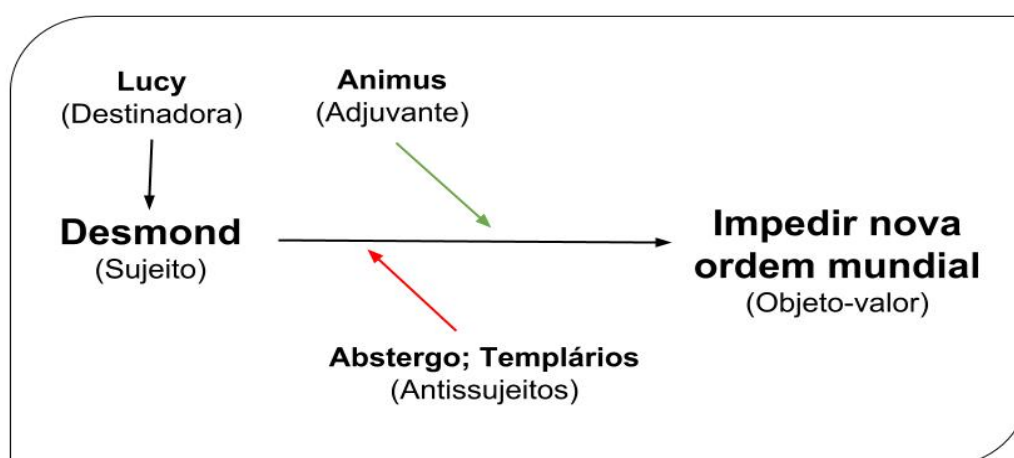 Lucy
(Destinadora)
Animus
(Adjuvante)
Desmond
(Sujeito)
Impedir nova
ordem mundial
(Objeto-valor)
Abstergo; Templários
(Antissujeitos)